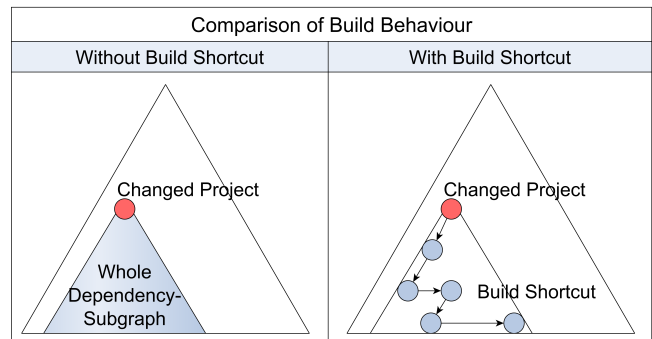 Comparison of Build Behaviour
Without Build Shortcut
With Build Shortcut
Changed Project
Whole
Dependency-
Subgraph
Changed Project
Build Shortcut